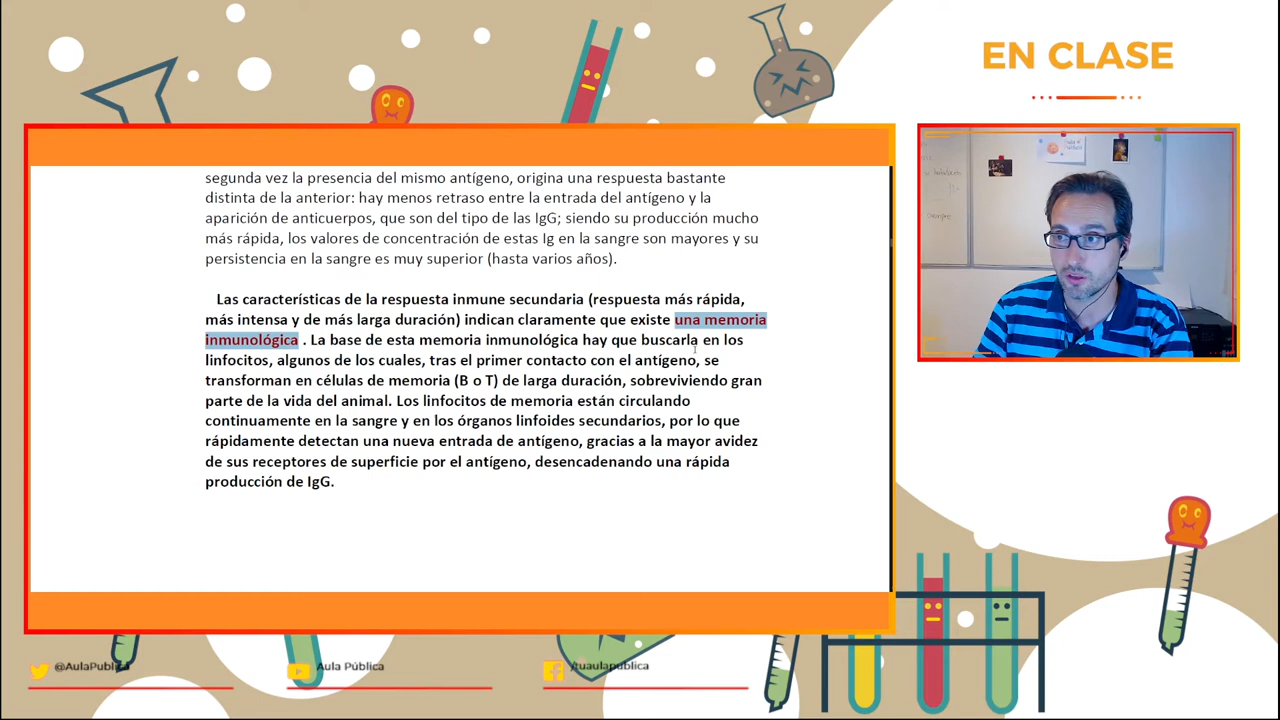 EN CLASE
segunda vez la presencia del mismo antígeno, origina una respuesta bastante
distinta de la anterior: hay menos retraso entre la entrada del antígeno y la
aparición de anticuerpos, que son del tipo de las IgG; siendo su producción mucho
más rápida, los valores de concentración de estas Ig en la sangre son mayores y su
persistencia en la sangre es muy superior (hasta varios años).
Las características de la respuesta inmune secundaria (respuesta más rápida,
más intensa y de más larga duración) indican claramente que existe una memoria
inmunológica . La base de esta memoria inmunológica hay que buscarla en los
linfocitos, algunos de los cuales, tras el primer contacto con el antígeno, se
transforman en células de memoria (B o T) de larga duración, sobreviviendo gran
parte de la vida del animal. Los linfocitos de memoria están circulando
continuamente en la sangre y en los órganos linfoides secundarios, por lo que
rápidamente detectan una nueva entrada de antígeno, gracias a la mayor avidez
de sus receptores de superficie por el antígeno, desencadenando una rápida
producción de IgG.
@AulaPublica
Aula Pública
/tuaulapublica